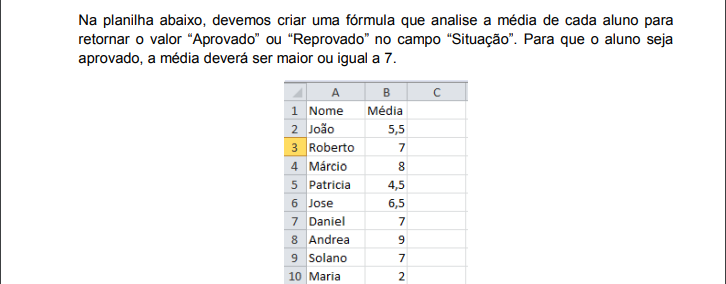 Na planilha abaixo, devemos criar uma fórmula que analise a média de cada aluno para
retornar o valor “Aprovado” ou “Reprovado” no campo “Situação”. Para que o aluno seja
aprovado, a média deverá ser maior ou igual a 7.
A B C
1 Nome Média
2 João 5,5
3 Roberto 7
4 Márcio 8
5 Patricia 4,5
6 Jose 6,5
7 Daniel 7
8 Andrea 9
9 Solano 7
10 Maria 2